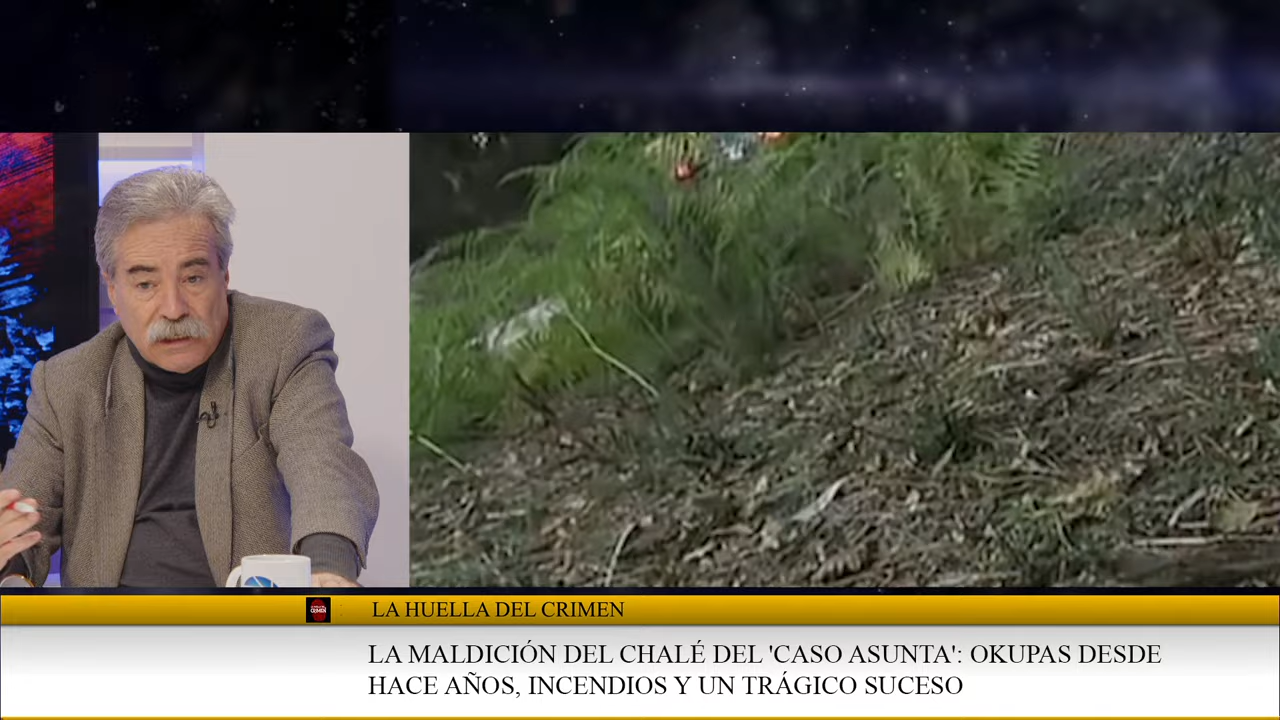 CRIMEN
LA HUELLA DEL CRIMEN
LA MALDICIÓN DEL CHALÉ DEL 'CASO ASUNTA': OKUPAS DESDE
HACE AÑOS, INCENDIOS Y UN TRÁGICO SUCESO